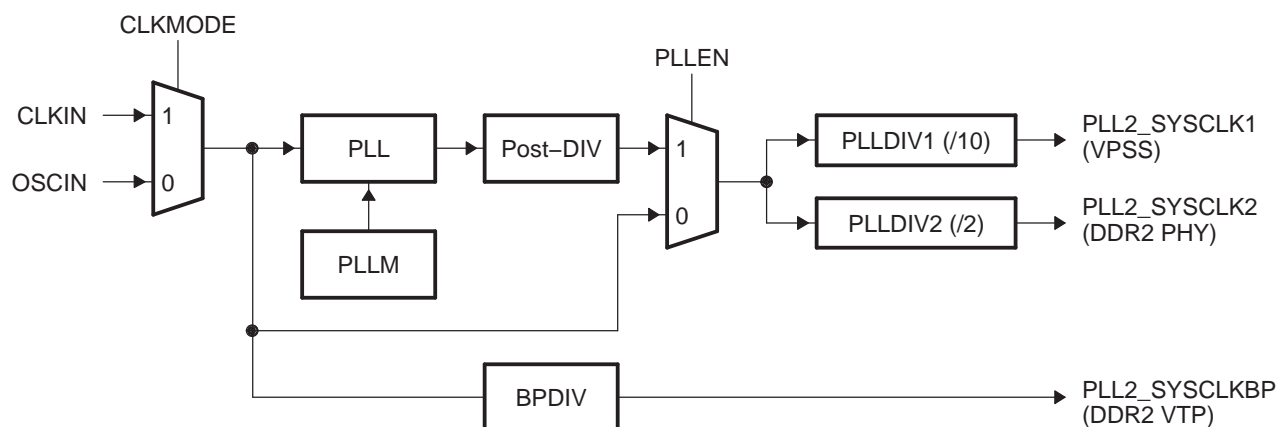 CLKMODE
PLLEN
CLKIN
1
OSCIN
0
PLL
Post–DIV
1
0
PLLM
PLLDIV1 (/10)
PLL2_SYSCLK1
(VPSS)
PLLDIV2 (/2)
PLL2_SYSCLK2
(DDR2 PHY)
BPDIV
PLL2_SYSCLKBP
(DDR2 VTP)